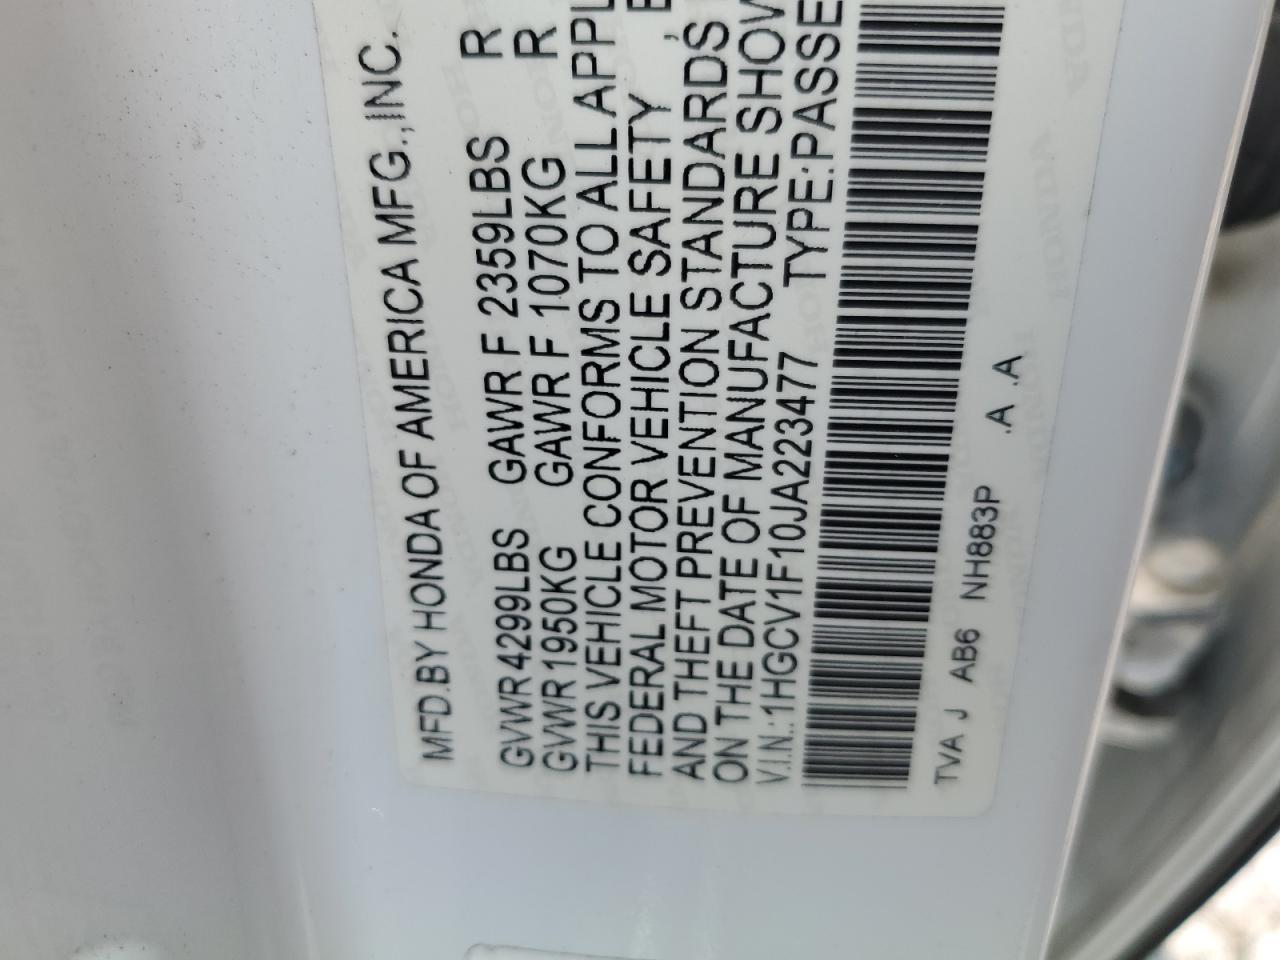 MFD.BY HONDA OF AMERICA MFG.,INC.
GVWR 4299LBS GAWR F 2359LBS R
GVWR 1950KG GAWR F 1070KG R
THIS VEHICLE CONFORMS TO ALL APPL
FEDERAL MOTOR VEHICLE SAFETY ,
AND THEFT PREVENTION STANDARDS
ON THE DATE OF MANUFACTURE SHOW
V.I.N.:1HGCV1F10JA223477 TYPE:PASSE
TVA J AB6 NH883P .A .A